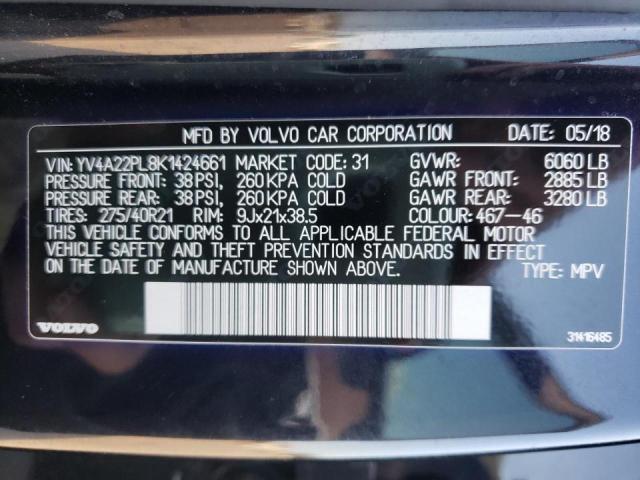 MFD BY VOLVO CAR CORPORATION DATE: 05/18
VIN: YV4A22PL8K1424661 MARKET CODE: 31 GVWR: 6060 LB
PRESSURE FRONT: 38 PSI, 260 KPA COLD GAWR FRONT: 2885 LB
PRESSURE REAR: 38 PSI, 260 KPA COLD GAWR REAR: 3280 LB
TIRES: 275/40R21 RIM: 9Jx21x38.5 COLOUR: 467-46
THIS VEHICLE CONFORMS TO ALL APPLICABLE FEDERAL MOTOR
VEHICLE SAFETY AND THEFT PREVENTION STANDARDS IN EFFECT
ON THE DATE OF MANUFACTURE SHOWN ABOVE. TYPE: MPV
VOLVO 31416485